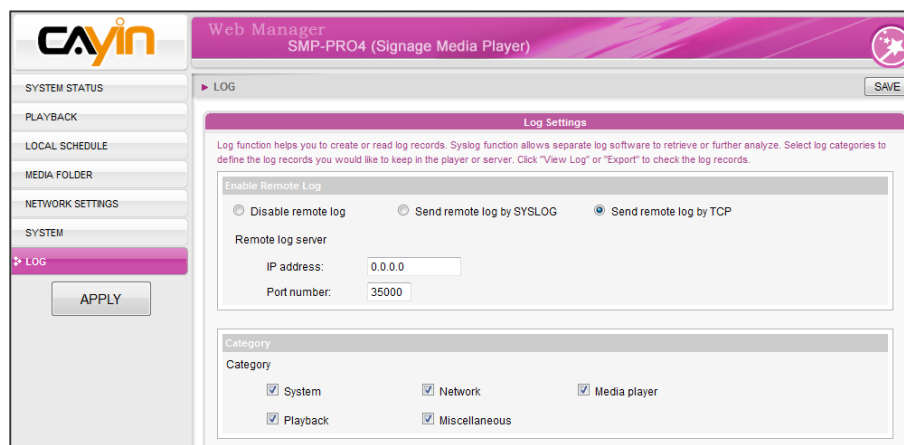 CAYIN
Web Manager
SMP-PRO4 (Signage Media Player)
SYSTEM STATUS
PLAYBACK
LOCAL SCHEDULE
MEDIA FOLDER
NETWORK SETTINGS
SYSTEM
LOG
APPLY
LOG
SAVE
Log Settings
Log function helps you to create or read log records. Syslog function allows separate log software to retrieve or further analyze. Select log categories to
define the log records you would like to keep in the player or server. Click "View Log" or "Export" to check the log records.
Enable Remote Log
Disable remote log Send remote log by SYSLOG Send remote log by TCP
Remote log server
IP address: 0.0.0.0
Port number: 35000
Category
Category
System Network Media player
Playback Miscellaneous